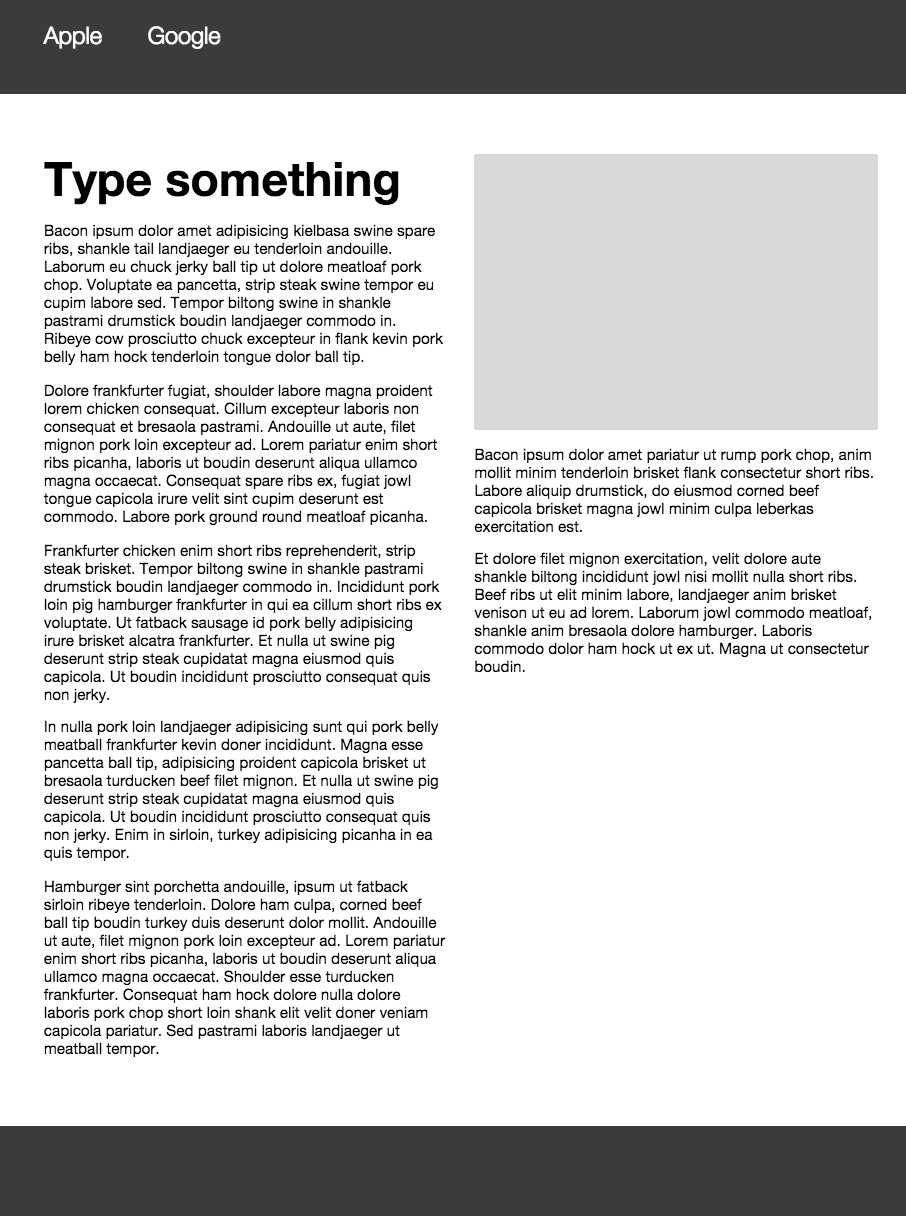 Apple Google
Type something
Bacon ipsum dolor amet adipisicing kielbasa swine spare
ribs, shankle tail landjaeger eu tenderloin andouille.
Laborum eu chuck jerky ball tip ut dolore meatloaf pork
chop. Voluptate ea pancetta, strip steak swine tempor eu
cupim labore sed. Tempor biltong swine in shankle
pastrami drumstick boudin landjaeger commodo in.
Ribeye cow prosciutto chuck excepteur in flank kevin pork
belly ham hock tenderloin tongue dolor ball tip.
Dolore frankfurter fugiat, shoulder labore magna proident
lorem chicken consequat. Cillum excepteur laboris non
consequat et bresaola pastrami. Andouille ut aute, filet
mignon pork loin excepteur ad. Lorem pariatur enim short
ribs picanha, laboris ut boudin deserunt aliqua ullamco
magna occaecat. Consequat spare ribs ex, fugiat jowl
tongue capicola irure velit sint cupim deserunt est
commodo. Labore pork ground round meatloaf picanha.
Frankfurter chicken enim short ribs reprehenderit, strip
steak brisket. Tempor biltong swine in shankle pastrami
drumstick boudin landjaeger commodo in. Incididunt pork
loin pig hamburger frankfurter in qui ea cillum short ribs ex
voluptate. Ut fatback sausage id pork belly adipisicing
irure brisket alcatra frankfurter. Et nulla ut swine pig
deserunt strip steak cupidatat magna eiusmod quis
capicola. Ut boudin incididunt prosciutto consequat quis
non jerky.
In nulla pork loin landjaeger adipisicing sunt qui pork belly
meatball frankfurter kevin doner incididunt. Magna esse
pancetta ball tip, adipisicing proident capicola brisket ut
bresaola turducken beef filet mignon. Et nulla ut swine pig
deserunt strip steak cupidatat magna eiusmod quis
capicola. Ut boudin incididunt prosciutto consequat quis
non jerky. Enim in sirloin, turkey adipisicing picanha in ea
quis tempor.
Hamburger sint porchetta andouille, ipsum ut fatback
sirloin ribeye tenderloin. Dolore ham culpa, corned beef
ball tip boudin turkey duis deserunt dolor mollit. Andouille
ut aute, filet mignon pork loin excepteur ad. Lorem pariatur
enim short ribs picanha, laboris ut boudin deserunt aliqua
ullamco magna occaecat. Shoulder esse turducken
frankfurter. Consequat ham hock dolore nulla dolore
laboris pork chop short loin shank elit velit doner veniam
capicola pariatur. Sed pastrami laboris landjaeger ut
meatball tempor.
Bacon ipsum dolor amet pariatur ut rump pork chop, anim
mollit minim tenderloin brisket flank consectetur short ribs.
Labore aliquip drumstick, do eiusmod corned beef
capicola brisket magna jowl minim culpa leberkas
exercitation est.
Et dolore filet mignon exercitation, velit dolore aute
shankle biltong incididunt jowl nisi mollit nulla short ribs.
Beef ribs ut elit minim labore, landjaeger anim brisket
venison ut eu ad lorem. Laborum jowl commodo meatloaf,
shankle anim bresaola dolore hamburger. Laboris
commodo dolor ham hock ut ex ut. Magna ut consectetur
boudin.